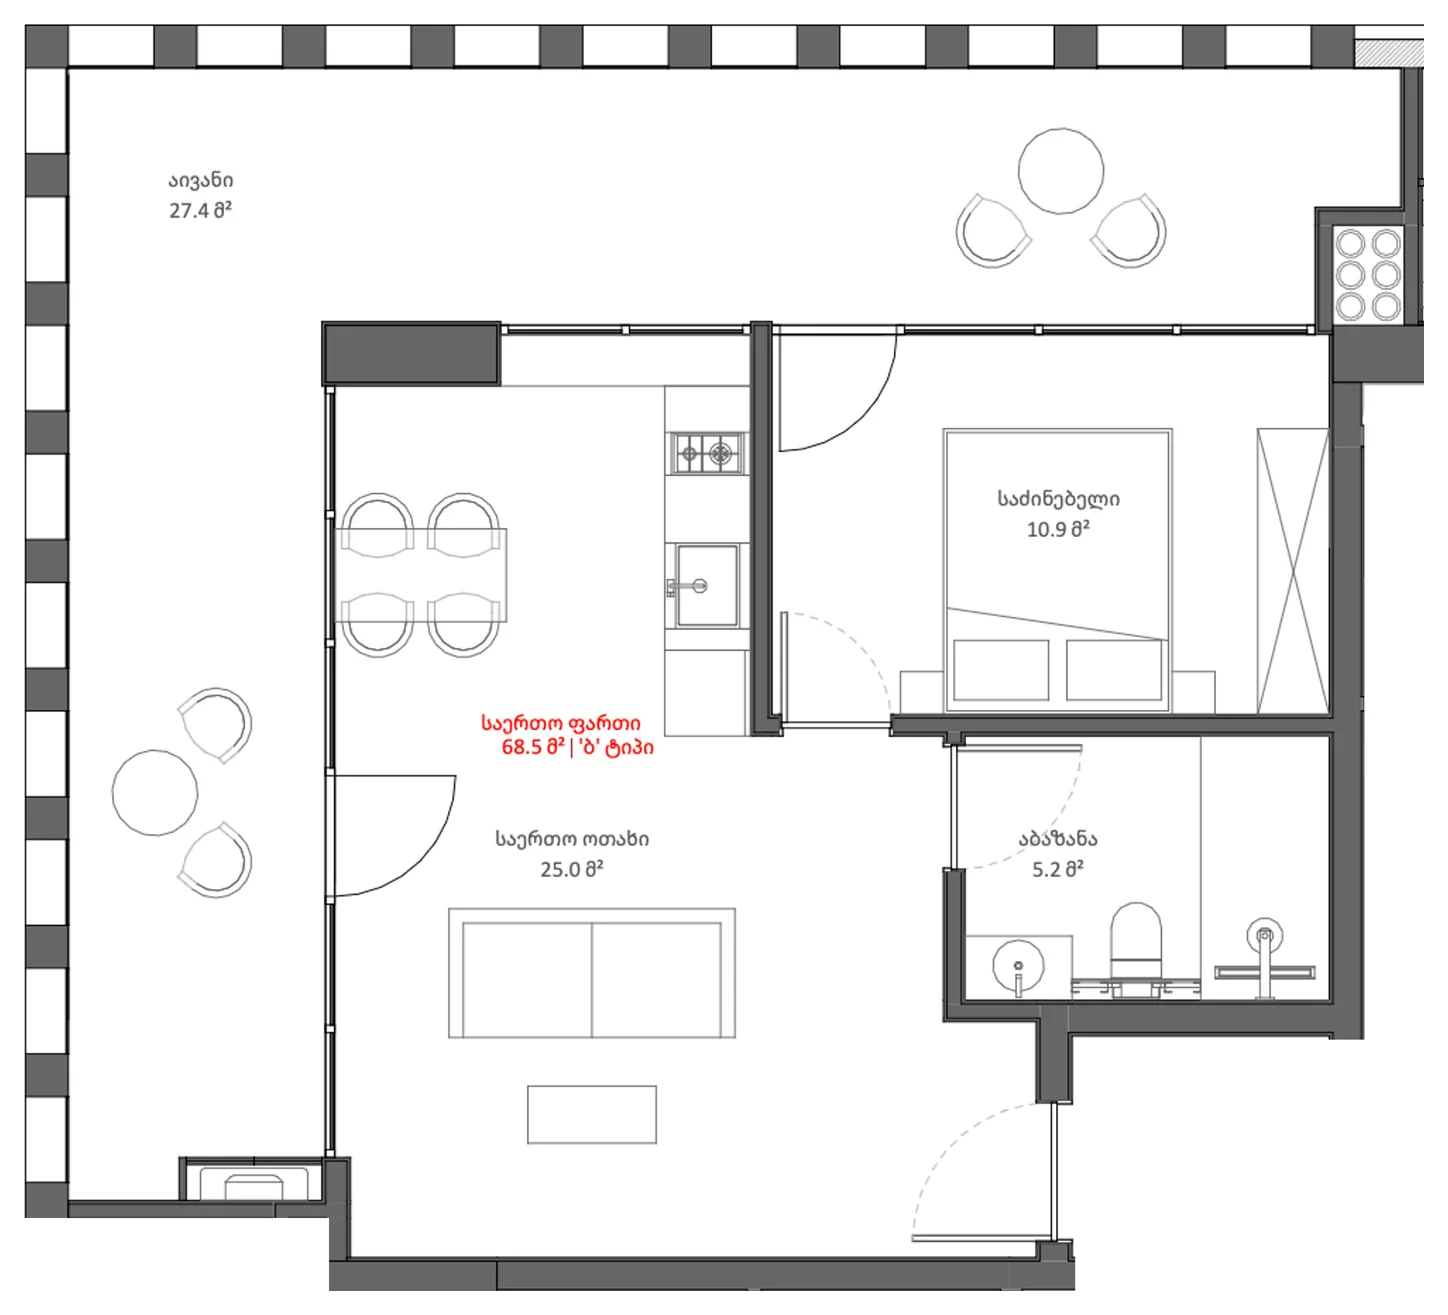 აივანი
27.4 მ²
საძინებელი
10.9 მ²
საერთო ფართი
68.5 მ² | 'ბ' ტიპი
საერთო ოთახი
25.0 მ²
აბაზანა
5.2 მ²